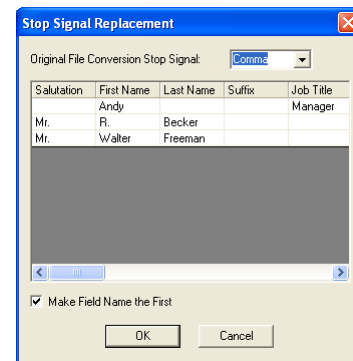 Stop Signal Replacement
Original File Conversion Stop Signal: Comma
Salutation First Name Last Name Suffix Job Title
Andy Manager
Mr. R. Becker
Mr. Walter Freeman
Make Field Name the First
OK Cancel